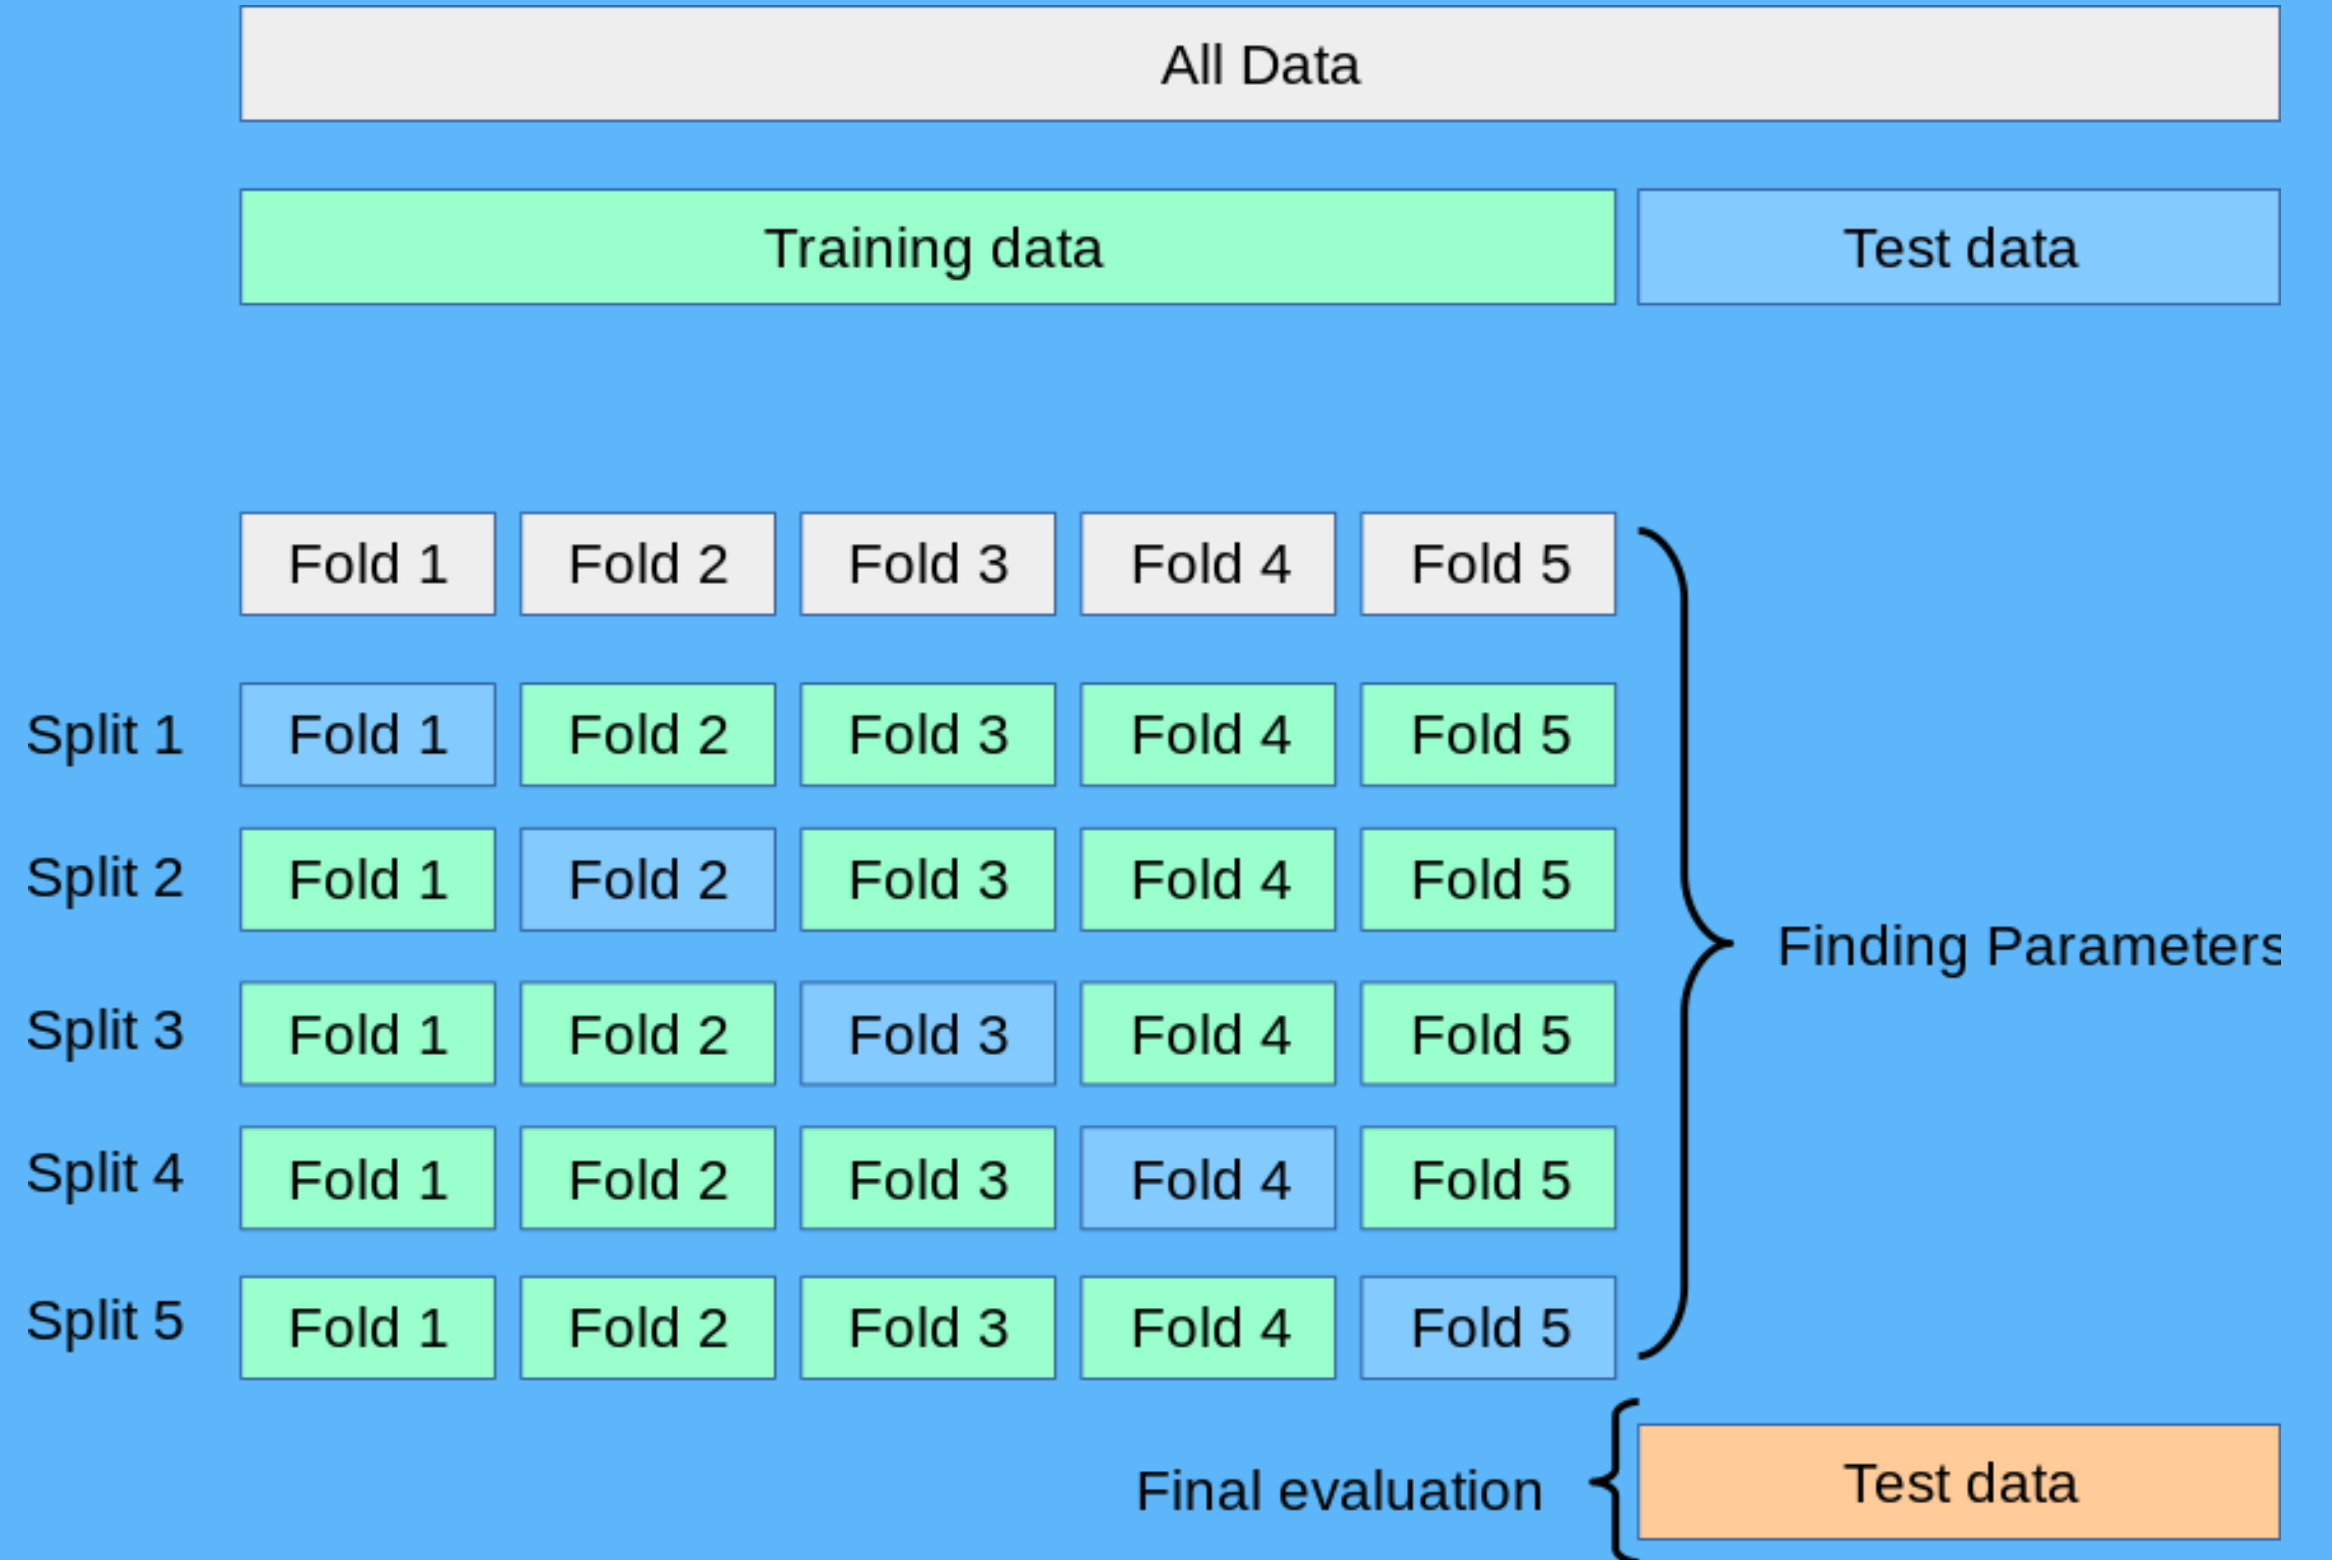 All Data
Training data Test data
Fold 1 Fold 2 Fold 3 Fold 4 Fold 5
Split 1 Fold 1 Fold 2 Fold 3 Fold 4 Fold 5
Split 2 Fold 1 Fold 2 Fold 3 Fold 4 Fold 5
Finding Parameters
Split 3 Fold 1 Fold 2 Fold 3 Fold 4 Fold 5
Split 4 Fold 1 Fold 2 Fold 3 Fold 4 Fold 5
Split 5 Fold 1 Fold 2 Fold 3 Fold 4 Fold 5
Final evaluation Test data